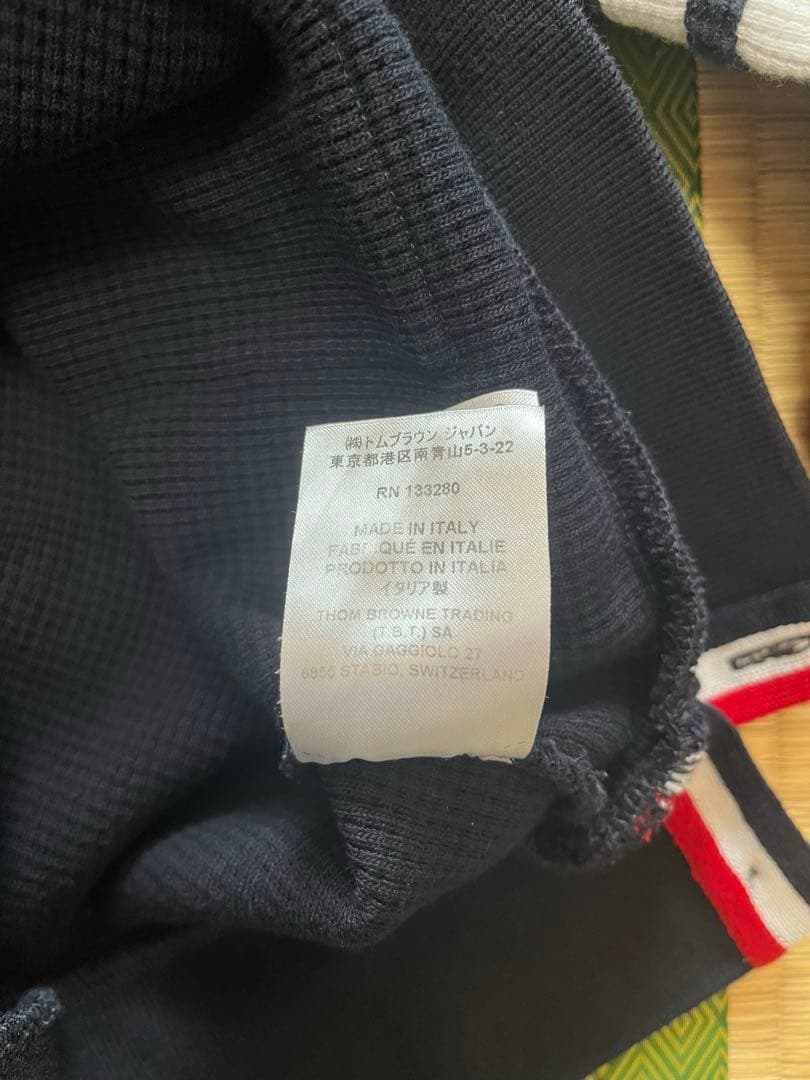 ㈱トムブラウン ジャパン
東京都港区南青山5-3-22
RN 133280
MADE IN ITALY
FABRIQUÉ EN ITALIE
PRODOTTO IN ITALIA
イタリア製
THOM BROWNE TRADING
(T.B.T.) SA
VIA GAGGIOLO 27
6855 STABIO, SWITZERLAND